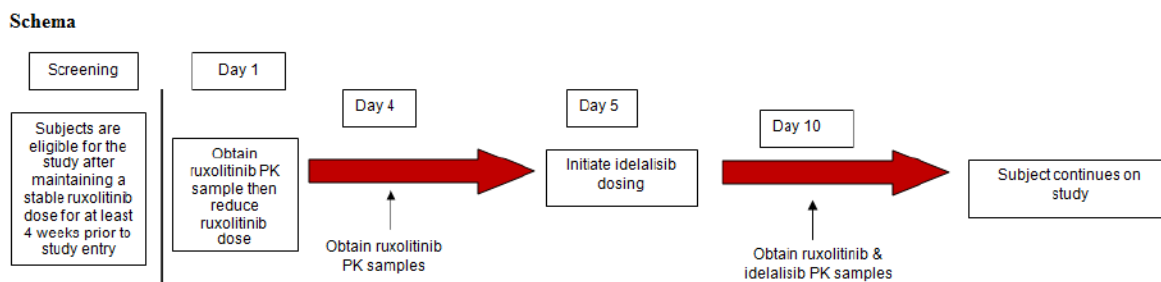 Schema
Screening
Subjects are
eligible for the
study after
maintaining a
stable ruxolitinib
dose for at least
4 weeks prior to
study entry
Day 1
Obtain
ruxolitinib PK
sample then
reduce
ruxolitinib
dose
Day 4
Obtain ruxolitinib
PK samples
Day 5
Initiate idelalisib
dosing
Day 10
Obtain ruxolitinib &
idelalisib PK samples
Subject continues on
study